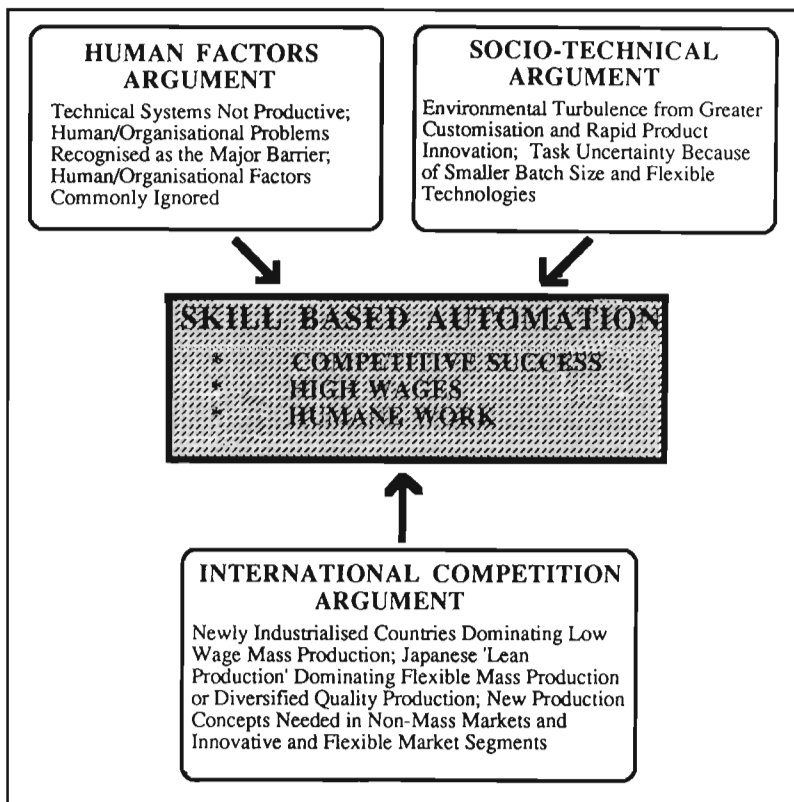 HUMAN FACTORS
ARGUMENT
Technical Systems Not Productive;
Human/Organisational Problems
Recognised as the Major Barrier;
Human/Organisational Factors
Commonly Ignored
SOCIO-TECHNICAL
ARGUMENT
Environmental Turbulence from Greater
Customisation and Rapid Product
Innovation; Task Uncertainty Because
of Smaller Batch Size and Flexible
Technologies
SKILL BASED AUTOMATION
* COMPETITIVE SUCCESS
* HIGH WAGES
* HUMANE WORK
INTERNATIONAL COMPETITION
ARGUMENT
Newly Industrialised Countries Dominating Low
Wage Mass Production; Japanese 'Lean
Production' Dominating Flexible Mass Production
or Diversified Quality Production; New Production
Concepts Needed in Non-Mass Markets and
Innovative and Flexible Market Segments